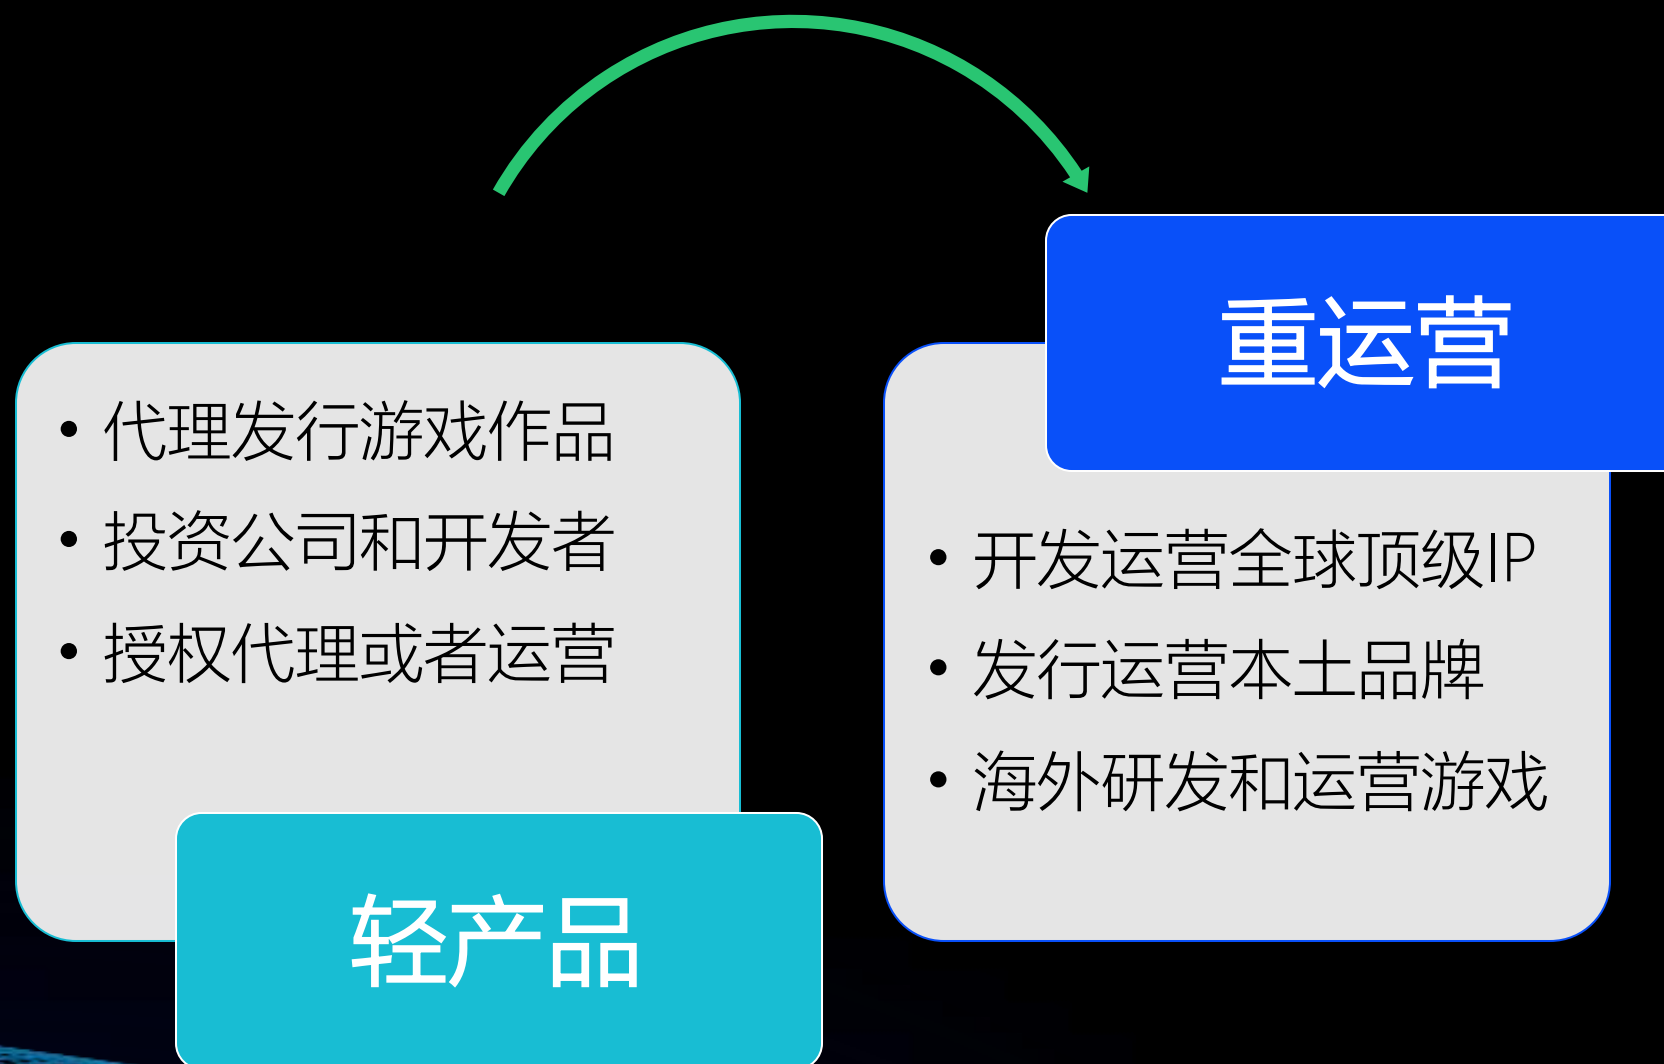 • 代理发行游戏作品
• 投资公司和开发者
• 授权代理或者运营
轻产品
重运营
• 开发运营全球顶级IP
• 发行运营本土品牌
• 海外研发和运营游戏